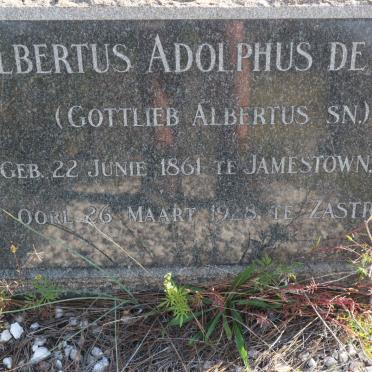 ALBERTUS ADOLPHUS DE
(GOTTLIEB ALBERTUS SN.)
GEB. 22 JUNIE 1861 TE JAMESTOWN,
OORL. 26 MAART 1928 TE ZASTR